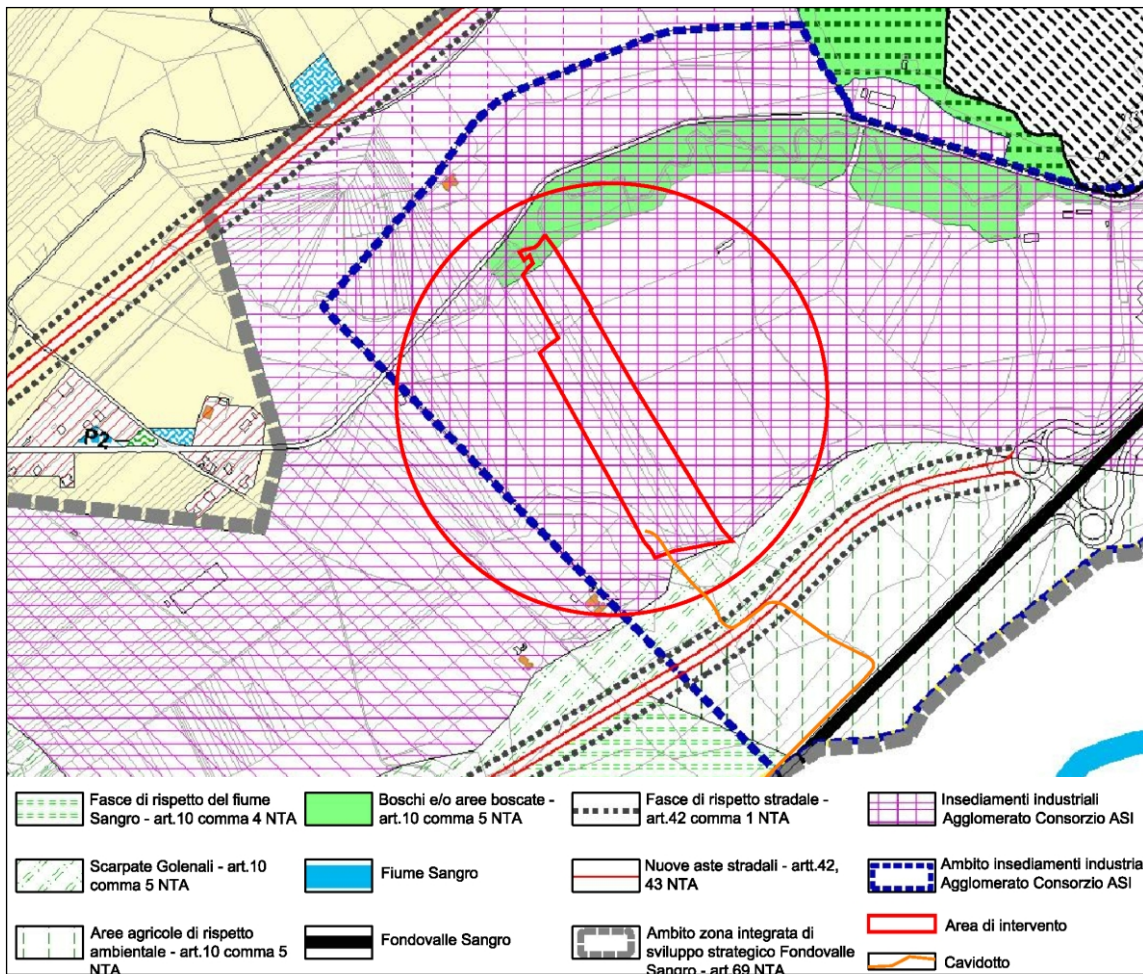 P2
Fasce di rispetto del fiume
Sangro - art.10 comma 4 NTA
Boschi e/o aree boscate -
art.10 comma 5 NTA
Fasce di rispetto stradale -
art.42 comma 1 NTA
Insediamenti industriali
Agglomerato Consorzio ASI
Scarpate Golenali - art.10
comma 5 NTA
Fiume Sangro
Nuove aste stradali - artt.42,
43 NTA
Ambito insediamenti industria
Agglomerato Consorzio ASI
Aree agricole di rispetto
ambientale - art.10 comma 5
NTA
Fondovalle Sangro
Ambito zona integrata di
sviluppo strategico Fondovalle
Sangro - art.69 NTA
Area di intervento
Cavidotto